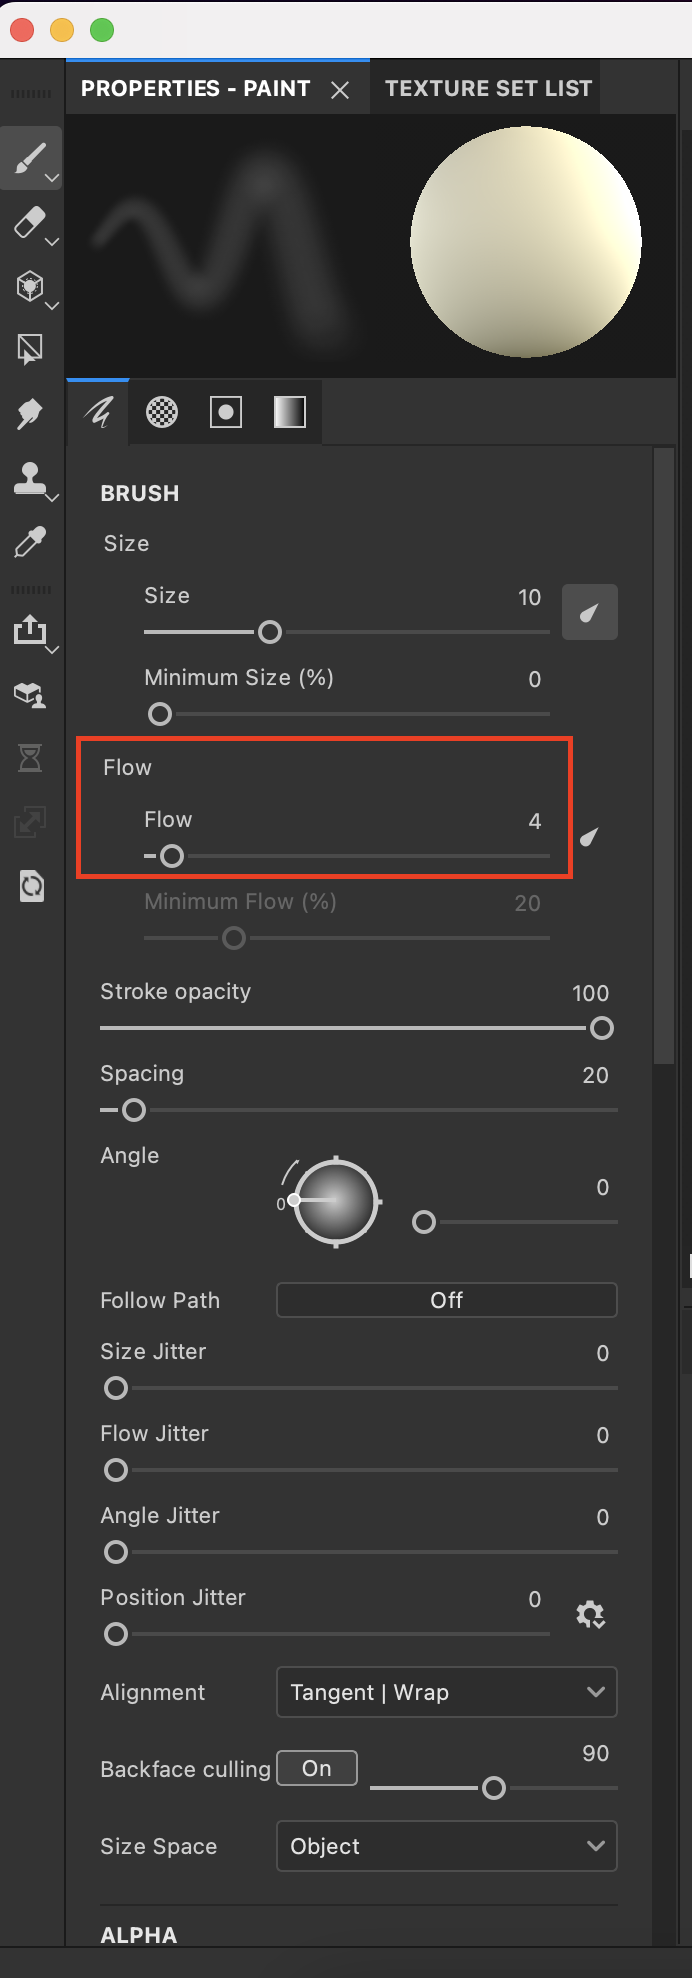 PROPERTIES - PAINT
TEXTURE SET LIST
BRUSH
Size
Size 10
Minimum Size (%) 0
Flow
Flow 4
Minimum Flow (%) 20
Stroke opacity 100
Spacing 20
Angle
0 0
Follow Path Off
Size Jitter 0
Flow Jitter 0
Angle Jitter 0
Position Jitter 0
Alignment Tangent | Wrap
Backface culling On 90
Size Space Object
ALPHA